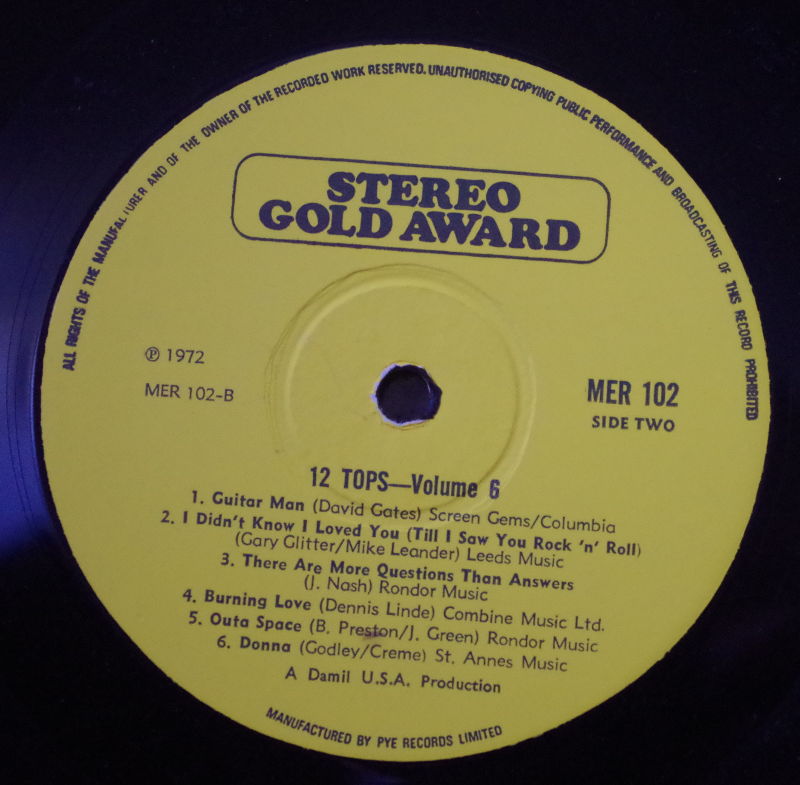 ALL RIGHTS OF THE MANUFACTURER AND OF THE OWNER OF THE RECORDED WORK RESERVED. UNAUTHORISED COPYING PUBLIC PERFORMANCE AND BROADCASTING OF THIS RECORD PROHIBITED
STEREO
GOLD AWARD
℗ 1972
MER 102-B
MER 102
SIDE TWO
12 TOPS—Volume 6
1. Guitar Man (David Gates) Screen Gems/Columbia
2. I Didn't Know I Loved You (Till I Saw You Rock 'n' Roll)
(Gary Glitter/Mike Leander) Leeds Music
3. There Are More Questions Than Answers
(J. Nash) Rondor Music
4. Burning Love (Dennis Linde) Combine Music Ltd.
5. Outa Space (B. Preston/J. Green) Rondor Music
6. Donna (Godley/Creme) St. Annes Music
A Damil U.S.A. Production
MANUFACTURED BY PYE RECORDS LIMITED